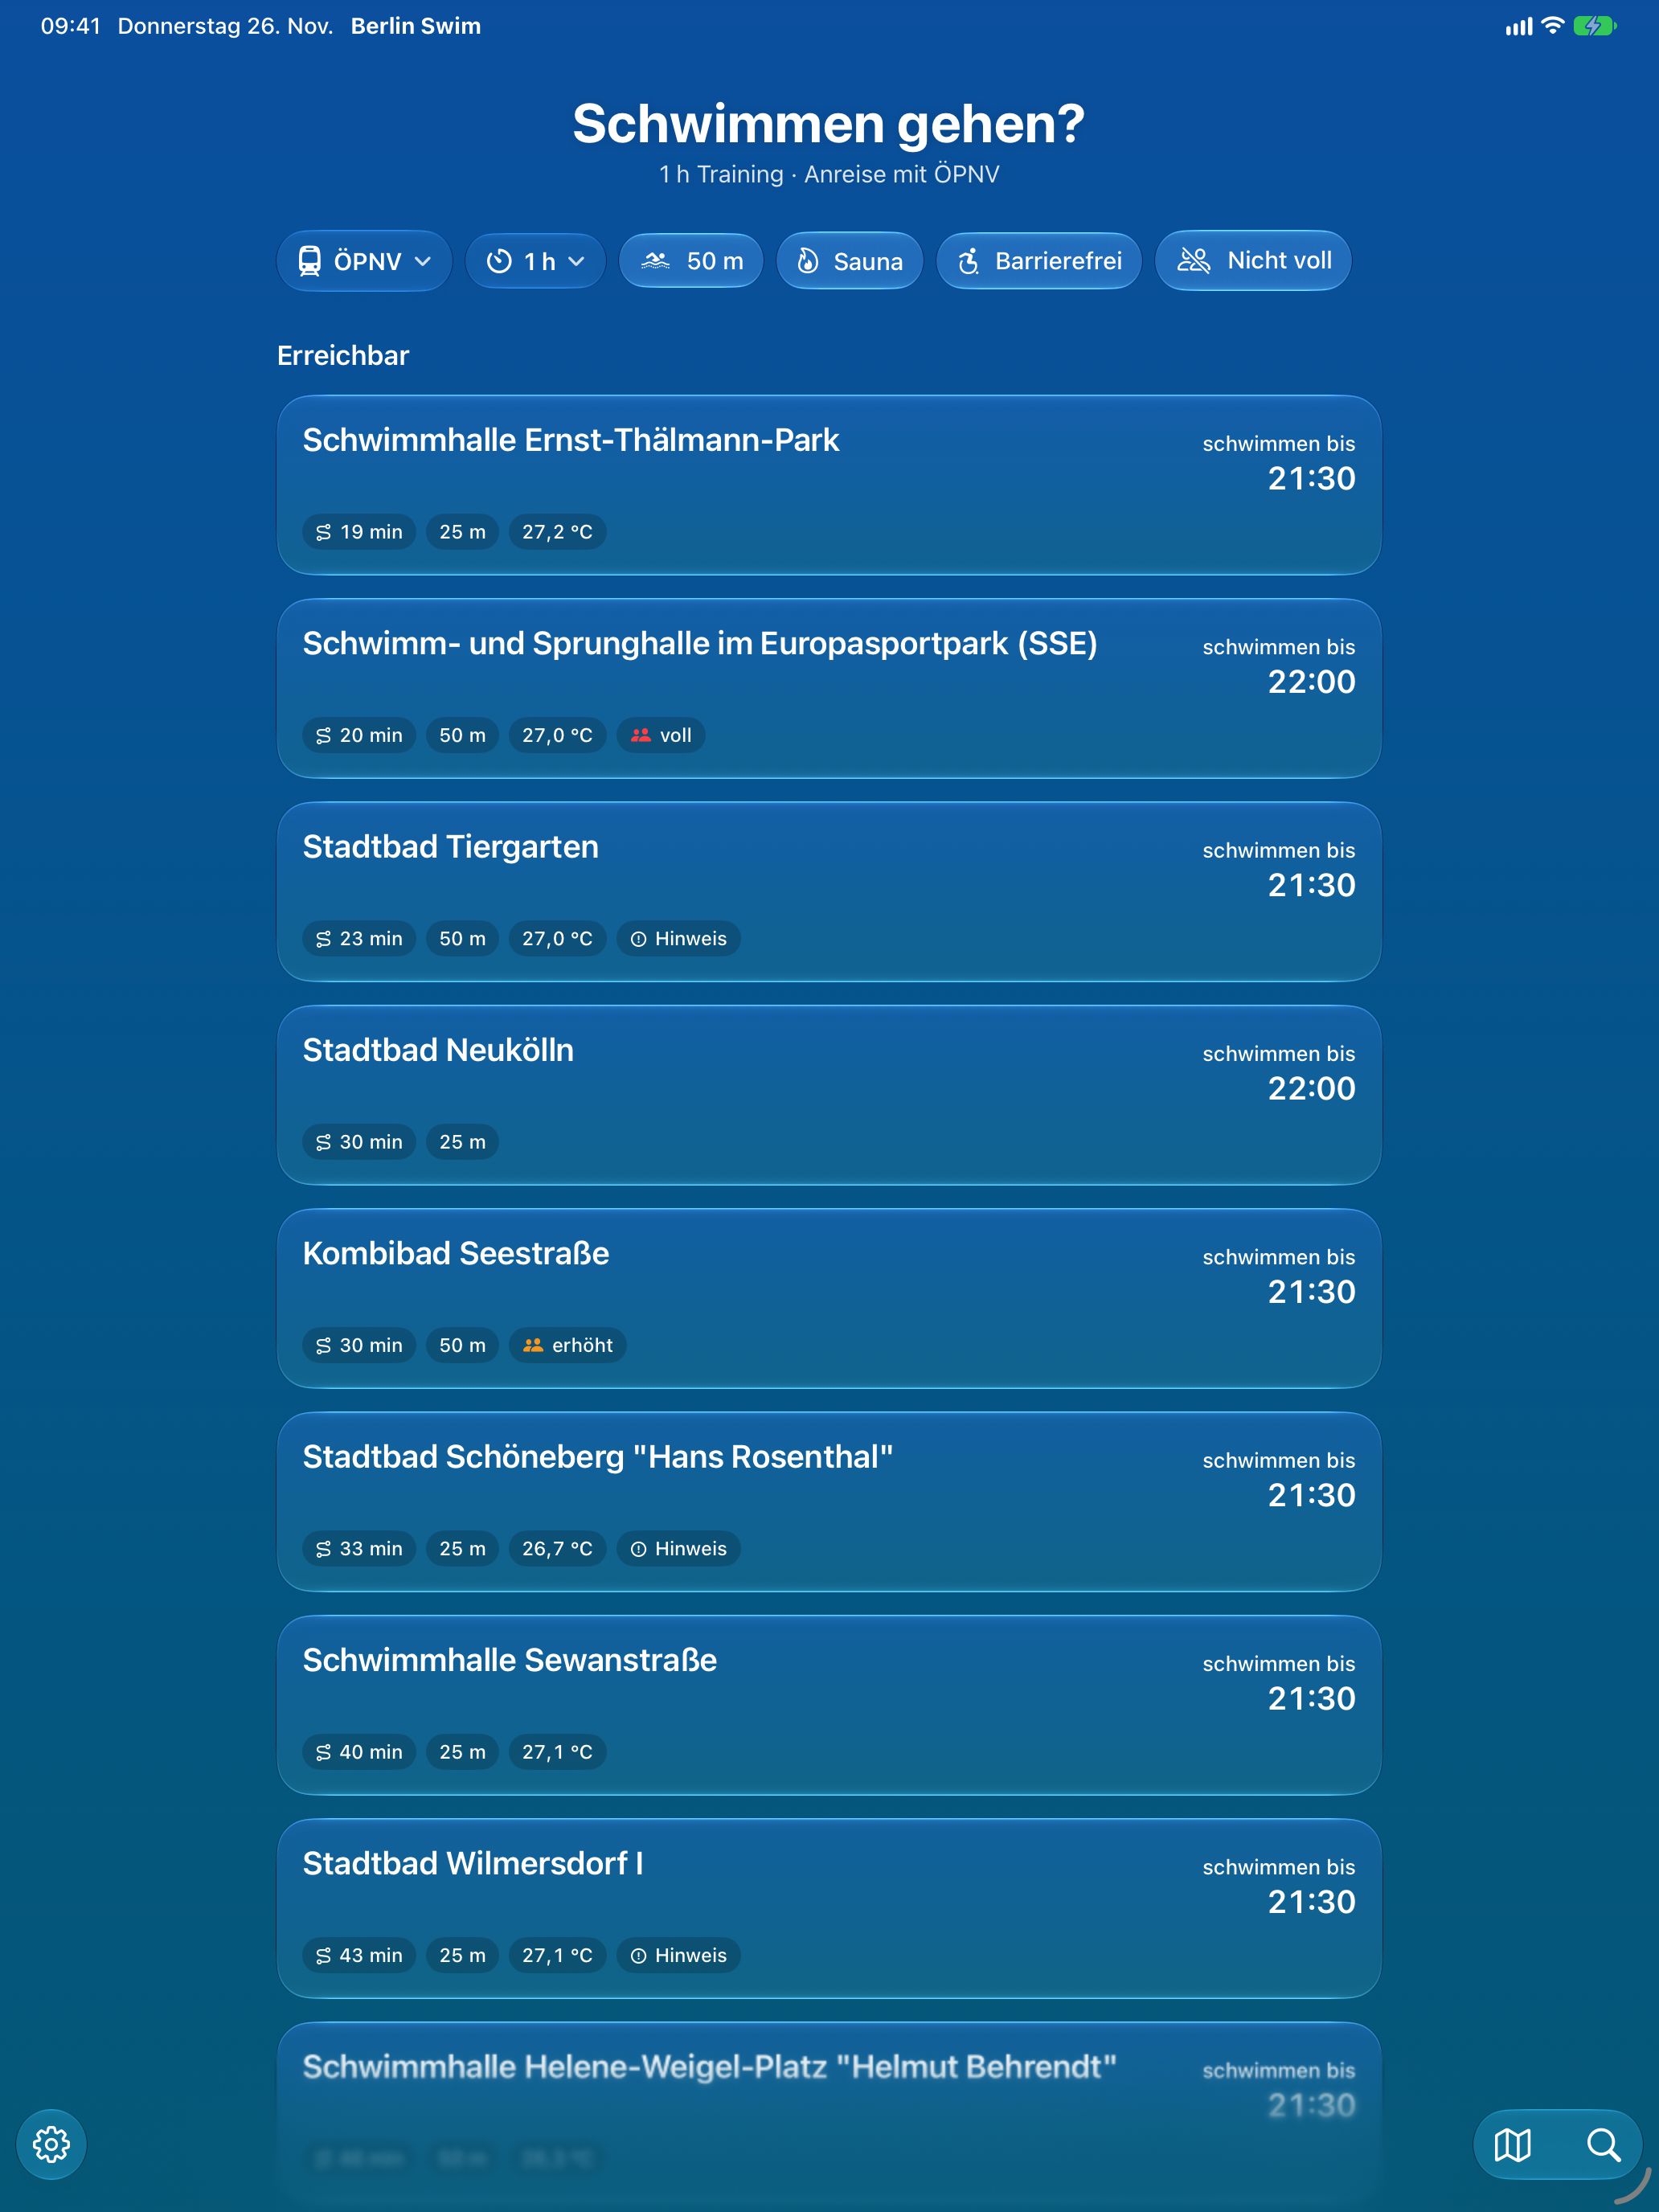 09:41 Donnerstag 26. Nov. Berlin Swim
Schwimmen gehen?
1 h Training · Anreise mit ÖPNV
ÖPNV 1 h 50 m Sauna Barrierefrei Nicht voll
Erreichbar
Schwimmhalle Ernst-Thälmann-Park
schwimmen bis
21:30
19 min 25 m 27,2 °C
Schwimm- und Sprunghalle im Europasportpark (SSE)
schwimmen bis
22:00
20 min 50 m 27,0 °C voll
Stadtbad Tiergarten
schwimmen bis
21:30
23 min 50 m 27,0 °C Hinweis
Stadtbad Neukölln
schwimmen bis
22:00
30 min 25 m
Kombibad Seestraße
schwimmen bis
21:30
30 min 50 m erhöht
Stadtbad Schöneberg "Hans Rosenthal"
schwimmen bis
21:30
33 min 25 m 26,7 °C Hinweis
Schwimmhalle Sewanstraße
schwimmen bis
21:30
40 min 25 m 27,1 °C
Stadtbad Wilmersdorf I
schwimmen bis
21:30
43 min 25 m 27,1 °C Hinweis
Schwimmhalle Helene-Weigel-Platz "Helmut Behrendt"
schwimmen bis
21:30